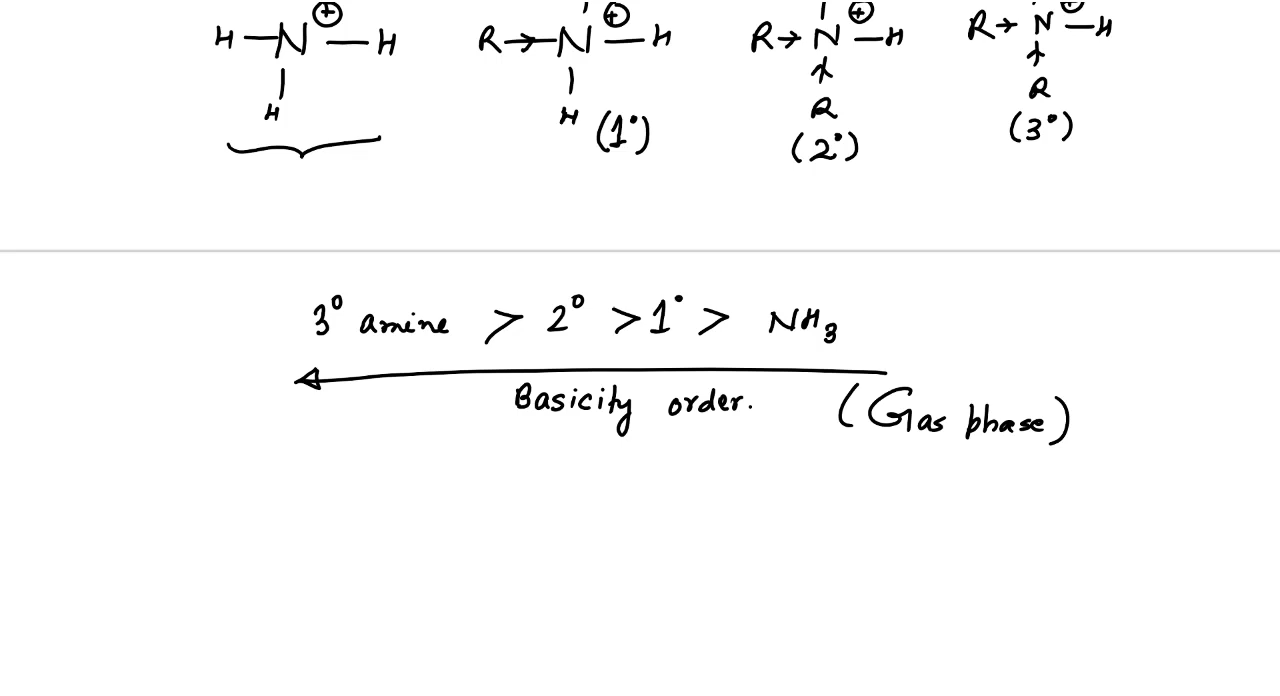 H—N⊕—H R→N⊕—H R→N⊕—H R→N⊕—H
H H R R
(1°) (2°) (3°)
3° amine > 2° > 1° > NH₃
Basicity order. (Gas phase)